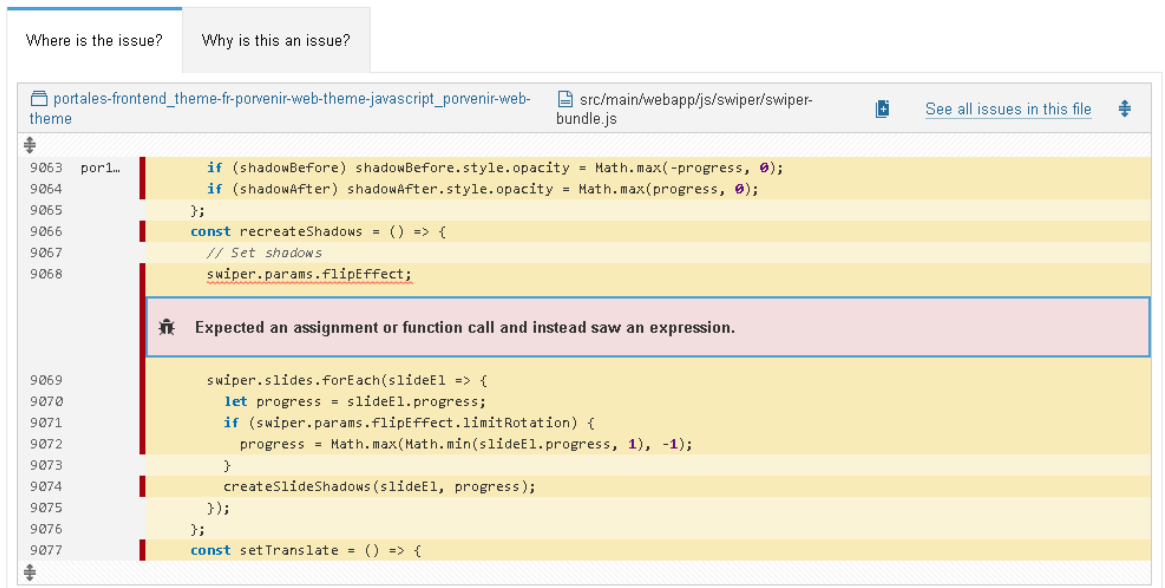 Where is the issue?
Why is this an issue?
portales-frontend_theme-fr-porvenir-web-theme-javascript_porvenir-web-
theme
src/main/webapp/js/swiper/swiper-
bundle.js
See all issues in this file
9063 por1… if (shadowBefore) shadowBefore.style.opacity = Math.max(-progress, 0);
9064 if (shadowAfter) shadowAfter.style.opacity = Math.max(progress, 0);
9065 };
9066 const recreateShadows = () => {
9067 // Set shadows
9068 swiper.params.flipEffect;
Expected an assignment or function call and instead saw an expression.
9069 swiper.slides.forEach(slideEl => {
9070 let progress = slideEl.progress;
9071 if (swiper.params.flipEffect.limitRotation) {
9072 progress = Math.max(Math.min(slideEl.progress, 1), -1);
9073 }
9074 createSlideShadows(slideEl, progress);
9075 });
9076 };
9077 const setTranslate = () => {